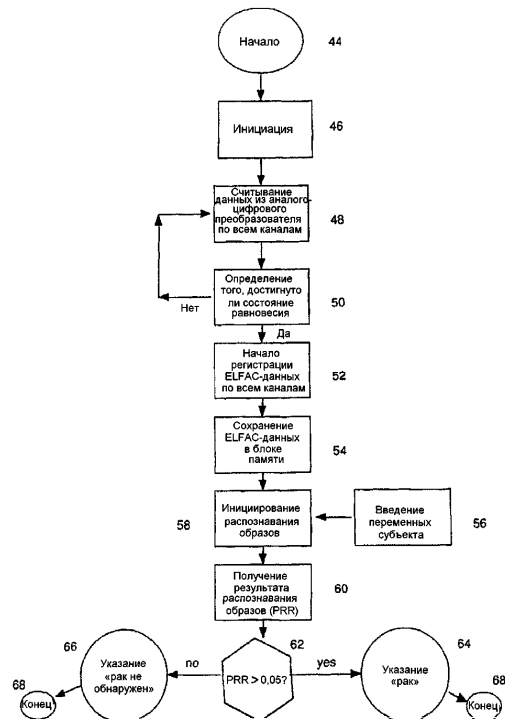 Начало
44
Инициация
46
Считывание
данных из аналого-
цифрового
преобразователя
по всем каналам
48
Определение
того, достигнуто
ли состояние
равновесия
50
Нет
Да
Начало
регистрации
ELFAC-данных
по всем каналам
52
Сохранение
ELFAC-данных
в блоке
памяти
54
58
Инициирование
распознавания
образов
Введение
переменных
субъекта
56
Получение
результата
распознавания
образов (PRR)
60
66
Указание
«рак не
обнаружен»
no
62
PRR > 0,05?
yes
64
Указание
«рак»
68
Конец
68
Конец